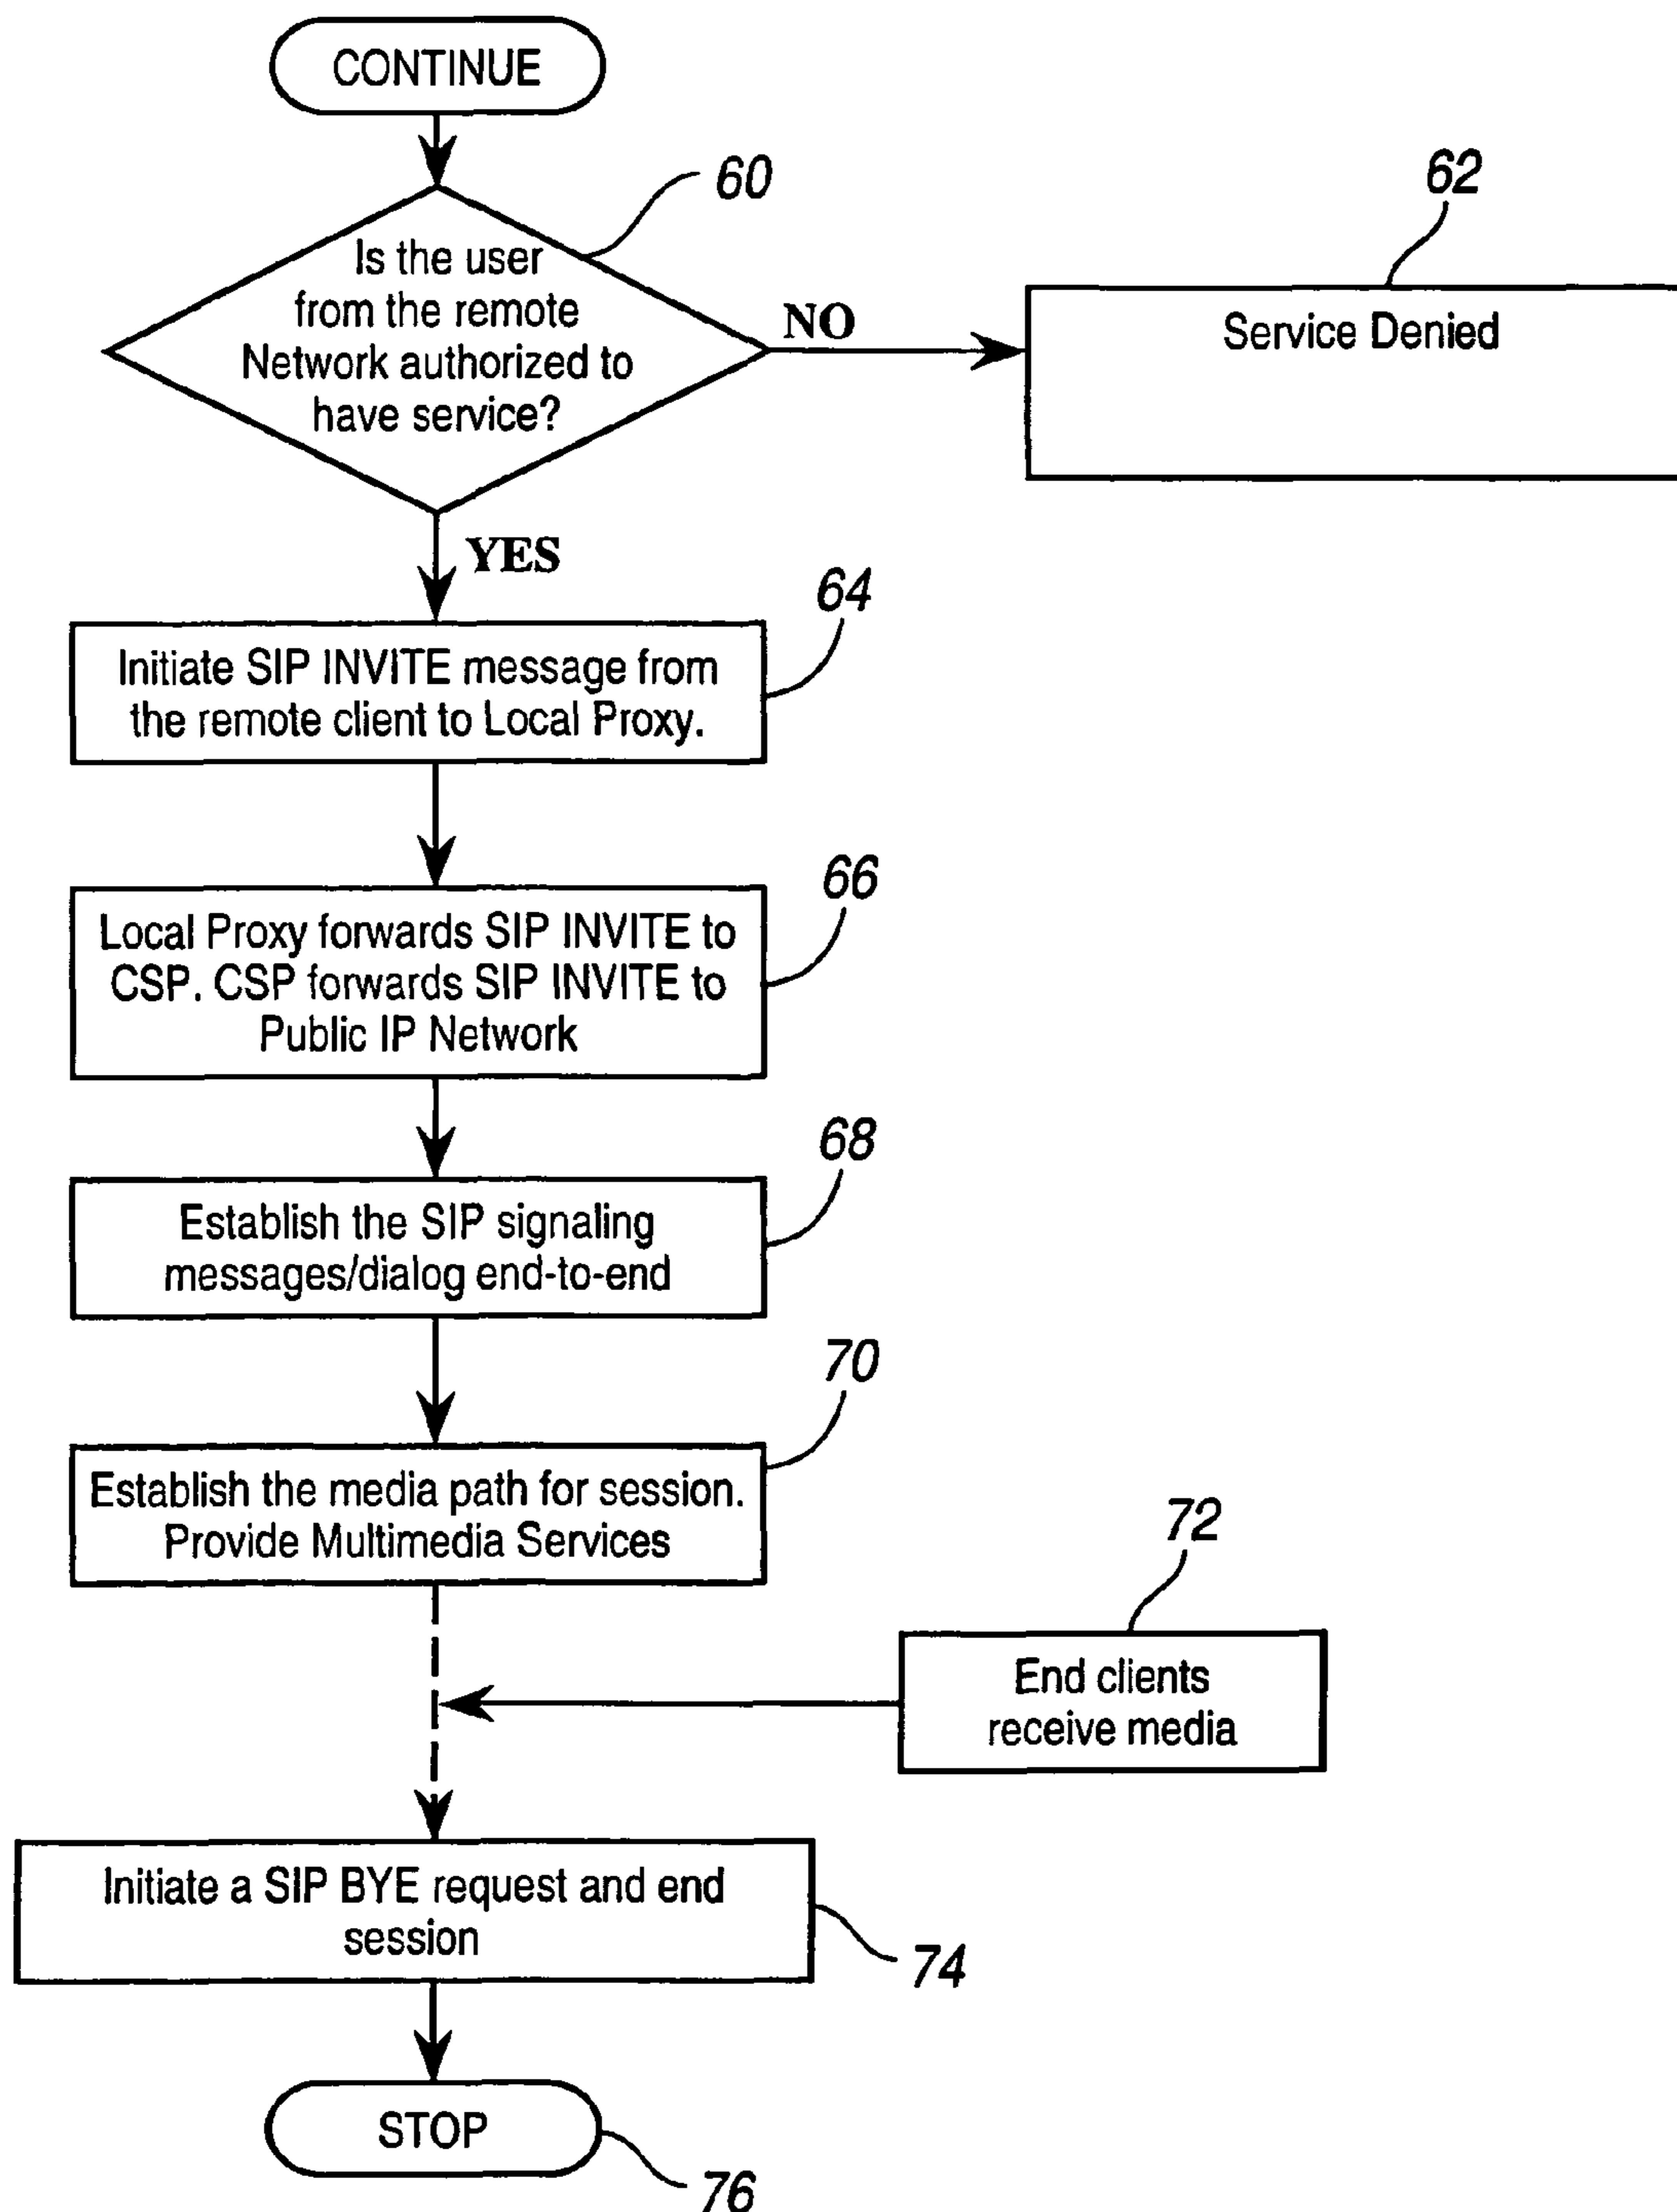 CONTINUE
60
Is the user
from the remote
Network authorized to
have service?
NO
62
Service Denied
YES
64
Initiate SIP INVITE message from
the remote client to Local Proxy.
66
Local Proxy forwards SIP INVITE to
CSP. CSP forwards SIP INVITE to
Public IP Network
68
Establish the SIP signaling
messages/dialog end-to-end
70
Establish the media path for session.
Provide Multimedia Services
72
End clients
receive media
Initiate a SIP BYE request and end
session
74
STOP
76